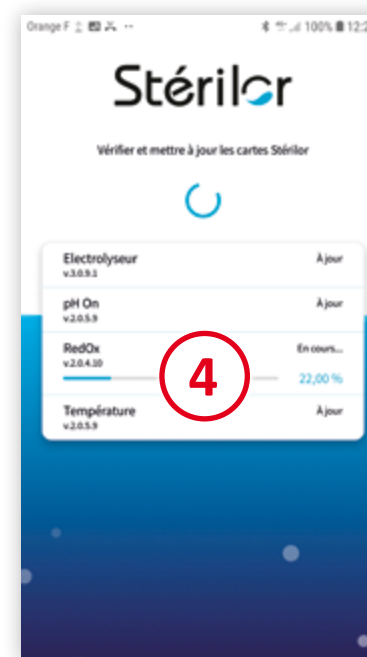 Orange F 100% 12:2
Stérilor
Vérifier et mettre à jour les cartes Stérilor
Electrolyseur À jour
v.3.0.9.1
pH On À jour
v.2.0.5.9
RedOx En cours...
v.2.0.4.10
4
22,00 %
Température À jour
v.2.0.5.9